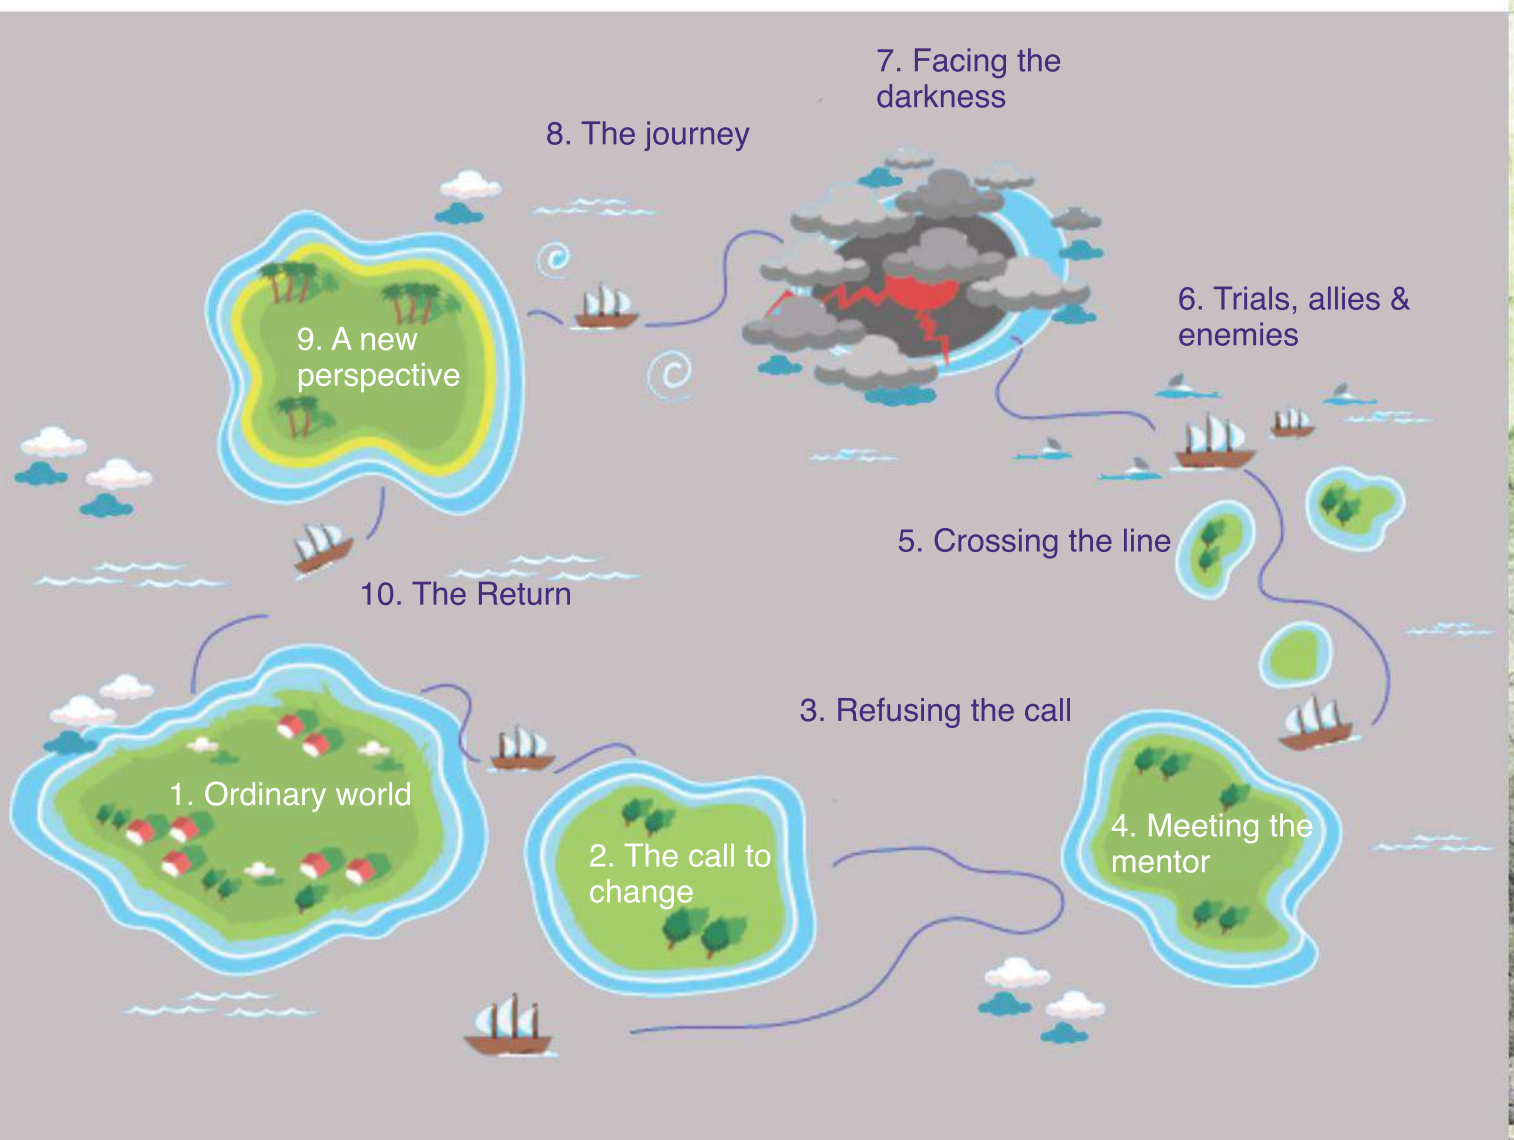 7. Facing the
darkness
8. The journey
6. Trials, allies &
enemies
9. A new
perspective
5. Crossing the line
10. The Return
3. Refusing the call
1. Ordinary world
4. Meeting the
mentor
2. The call to
change